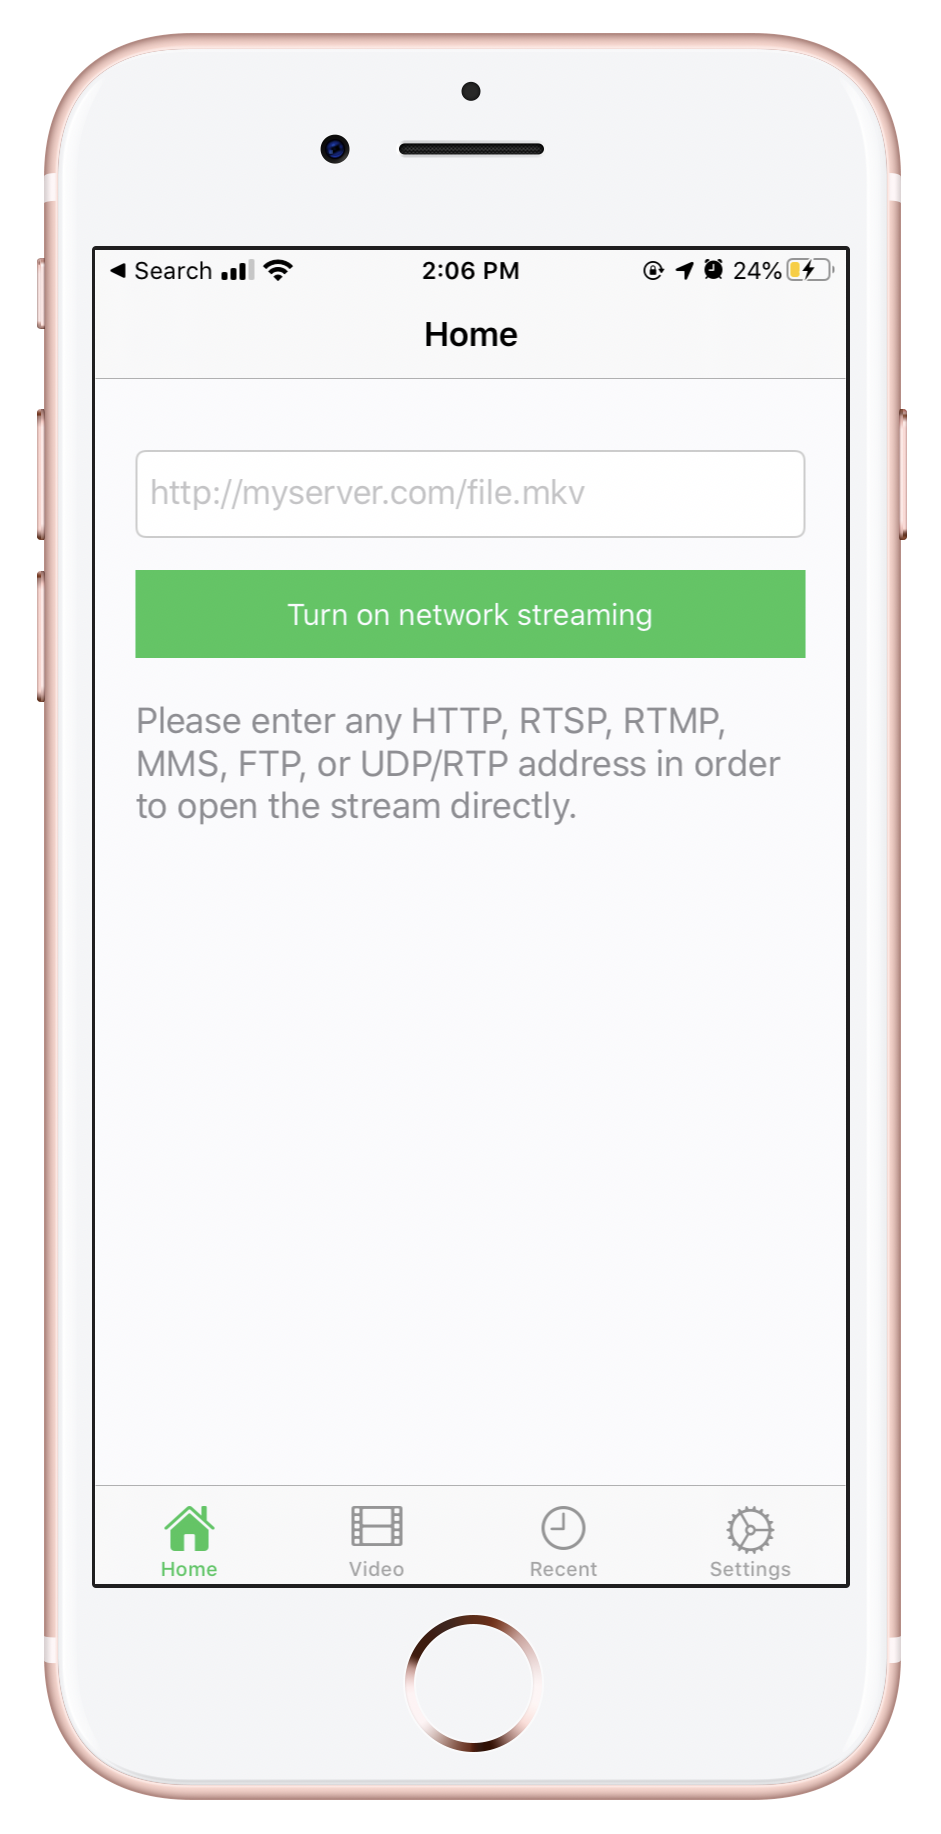 Search 2:06 PM 24%
Home
http://myserver.com/file.mkv
Turn on network streaming
Please enter any HTTP, RTSP, RTMP,
MMS, FTP, or UDP/RTP address in order
to open the stream directly.
Home Video Recent Settings